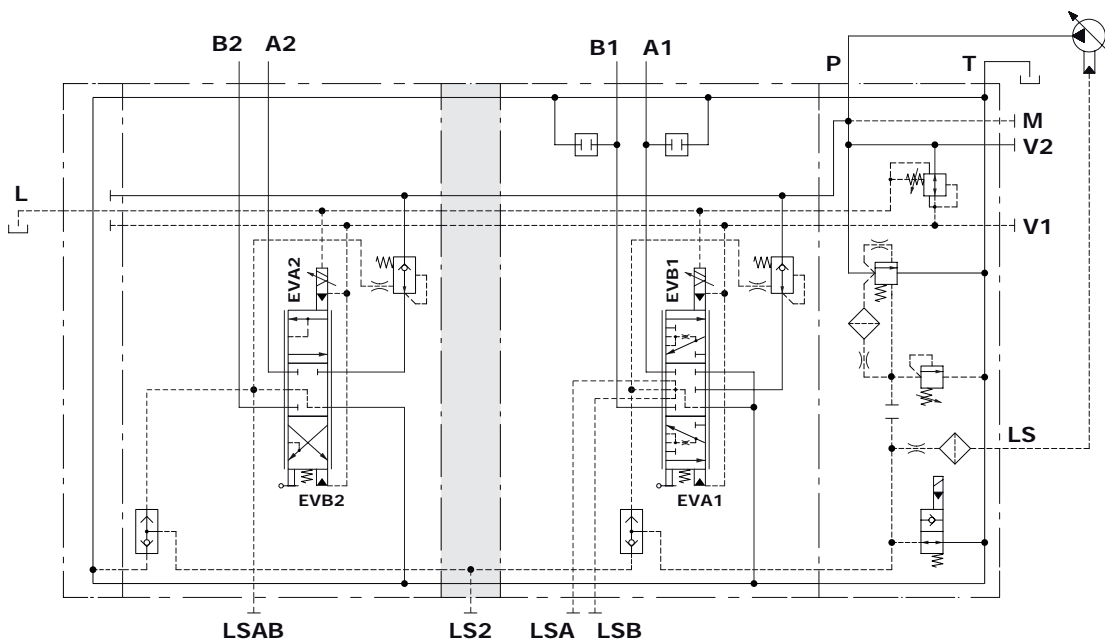 B2 A2 B1 A1 P T
M
V2
L
V1
EVA2 EVB1
LS
EVB2 EVA1
LSAB LS2 LSA LSB